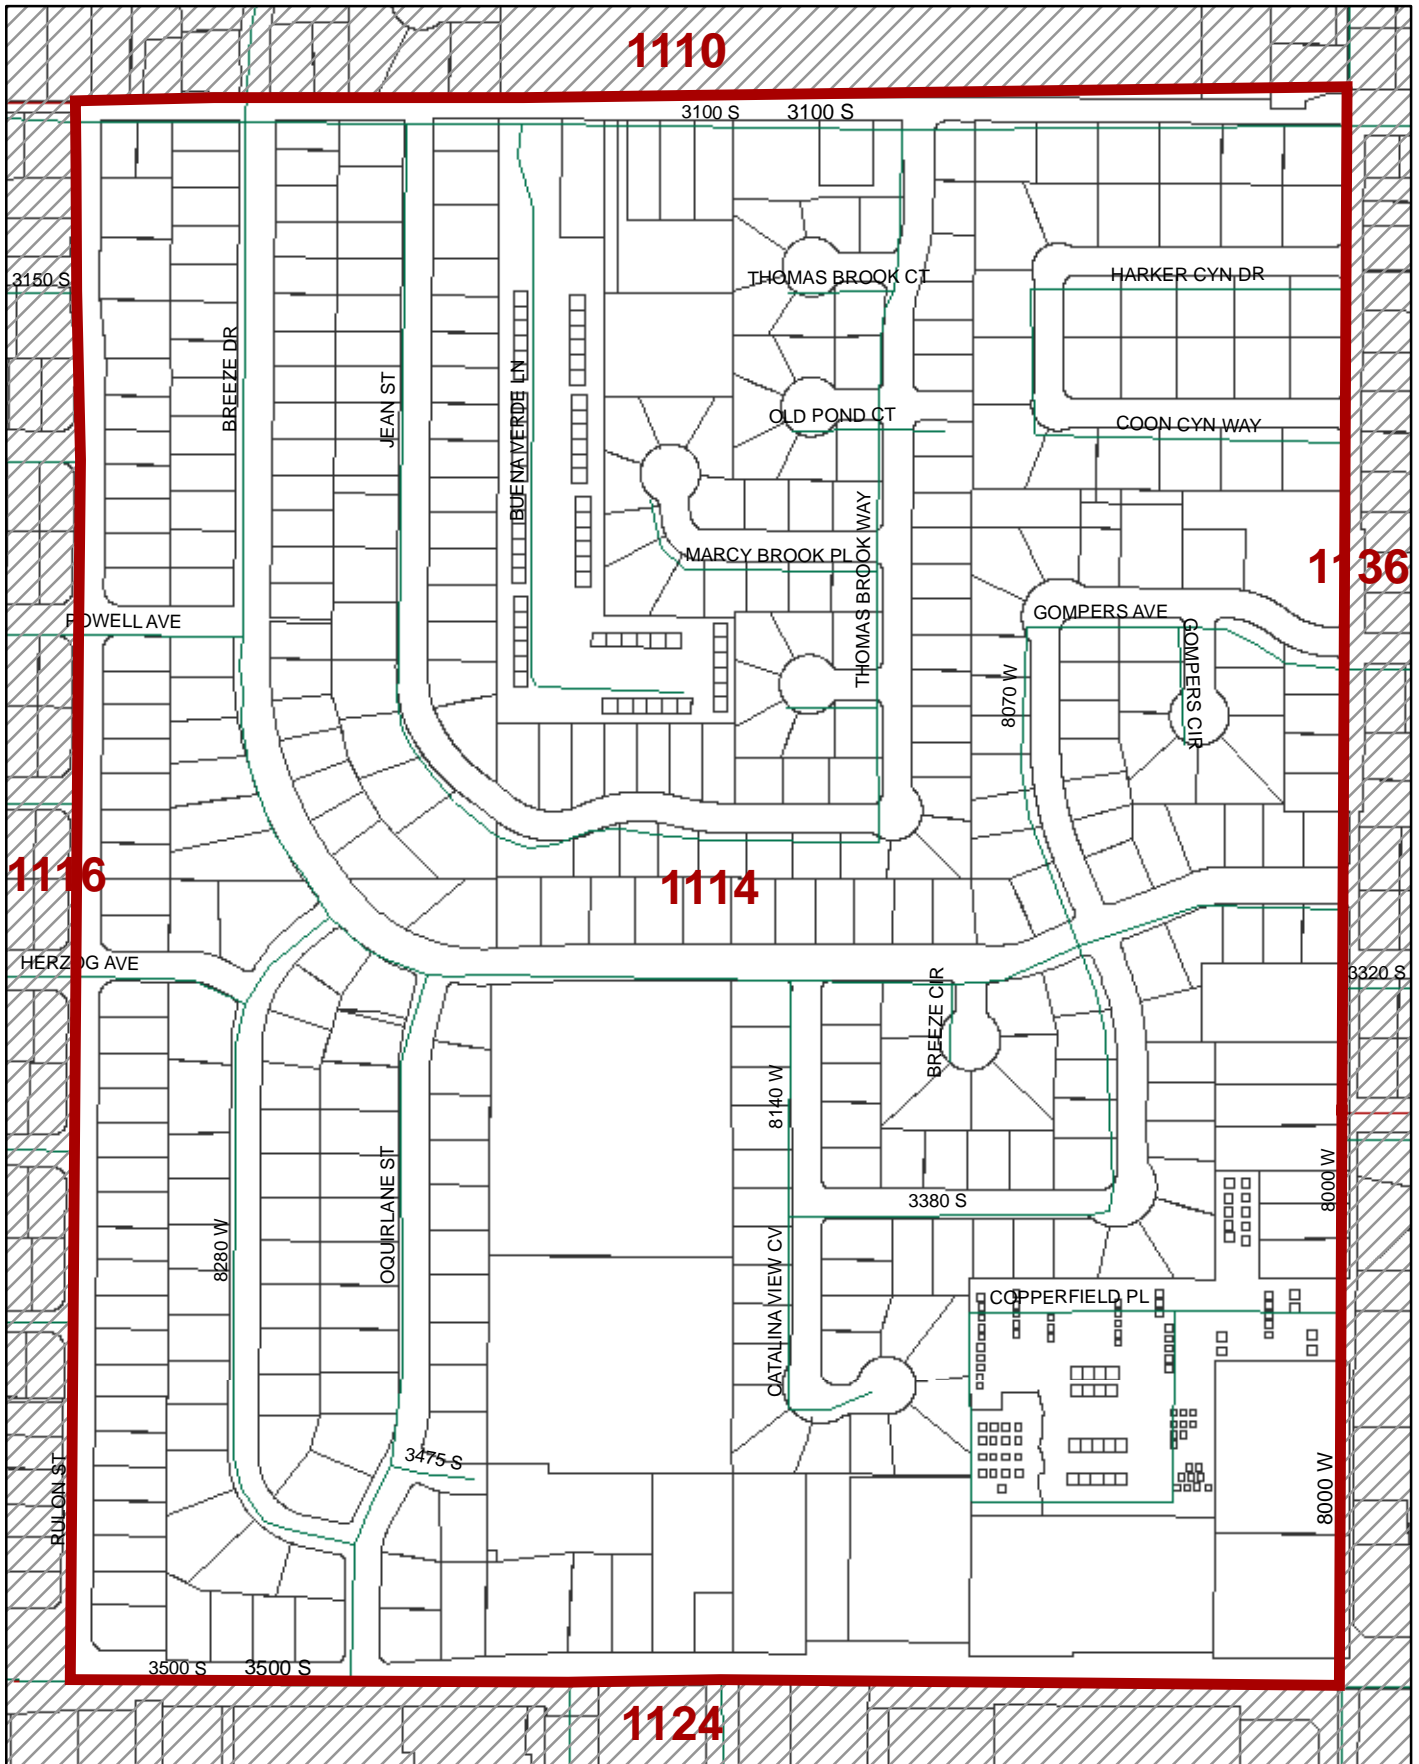 1110
3100 S
3100 S
3150 S
THOMAS BROOK CT
HARKER CYN DR
BREEZE DR
JEAN ST
BUENAVERDE LN
OLD POND CT
COON CYN WAY
MARCY BROOK PL
THOMAS BROOK WAY
1136
POWELL AVE
GOMPERS AVE
GOMPERS CIR
8070 W
1116
1114
HERZOG AVE
3320 S
BREEZE CIR
8140 W
OQUIRLANE ST
3380 S
8000 W
8280 W
CATALINA VIEW CV
COPPERFIELD PL
3475 S
RULON ST
8000 W
3500 S
3500 S
1124